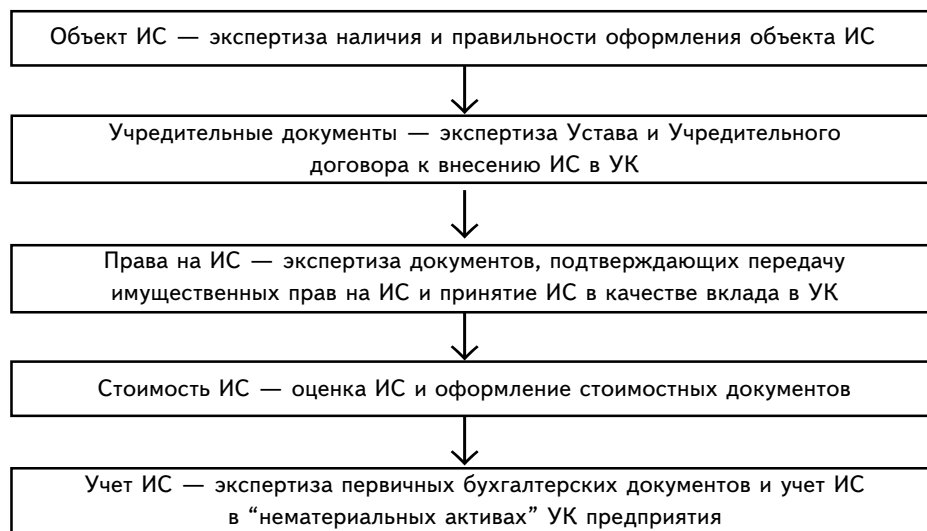 Объект ИС — экспертиза наличия и правильности оформления объекта ИС
Учредительные документы — экспертиза Устава и Учредительного
договора к внесению ИС в УК
Права на ИС — экспертиза документов, подтверждающих передачу
имущественных прав на ИС и принятие ИС в качестве вклада в УК
Стоимость ИС — оценка ИС и оформление стоимостных документов
Учет ИС — экспертиза первичных бухгалтерских документов и учет ИС
в “нематериальных активах” УК предприятия